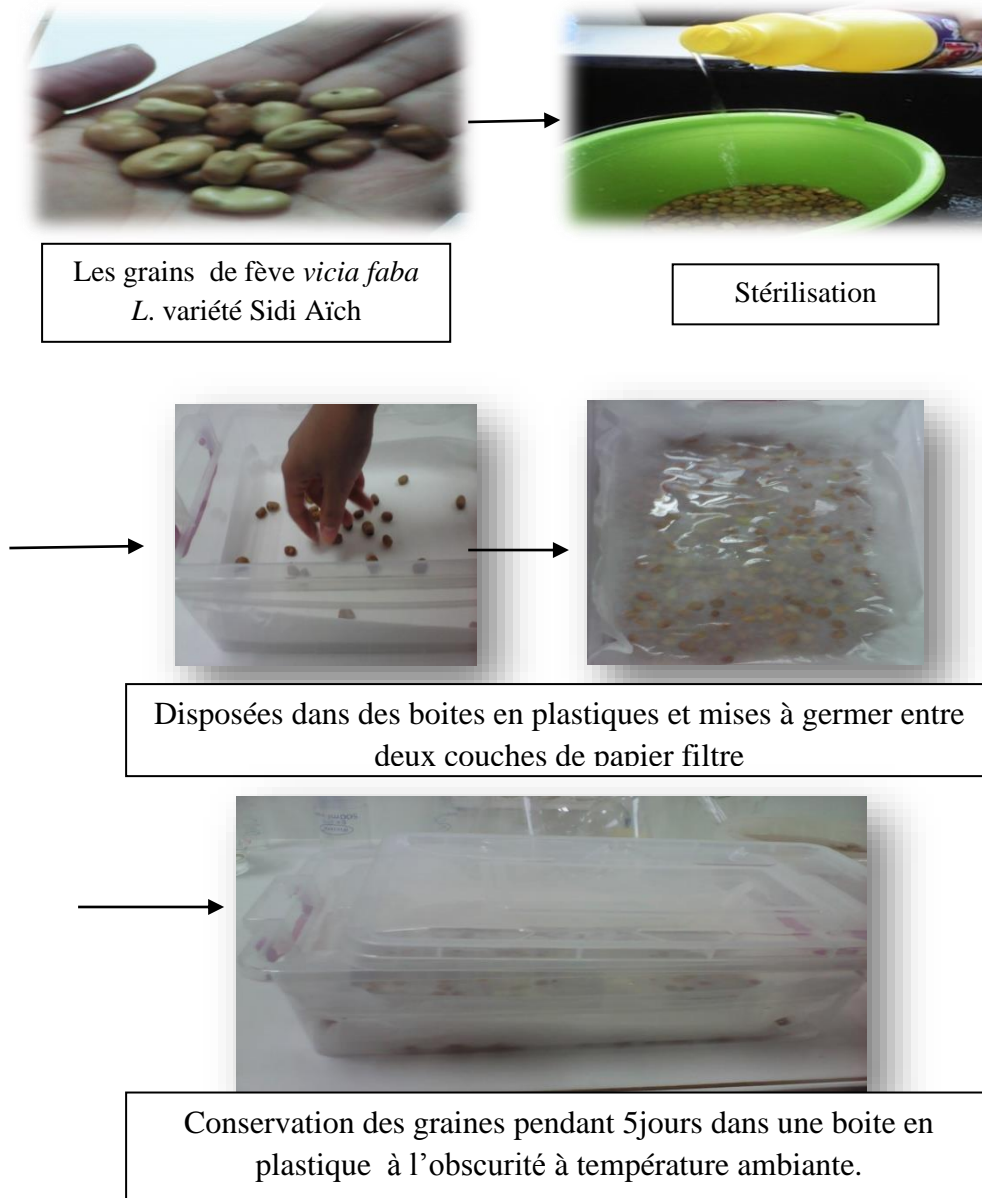 Les grains de fève vicia faba
L. variété Sidi Aïch
Stérilisation
Disposées dans des boites en plastiques et mises à germer entre
deux couches de papier filtre
Conservation des graines pendant 5jours dans une boite en
plastique à l’obscurité à température ambiante.